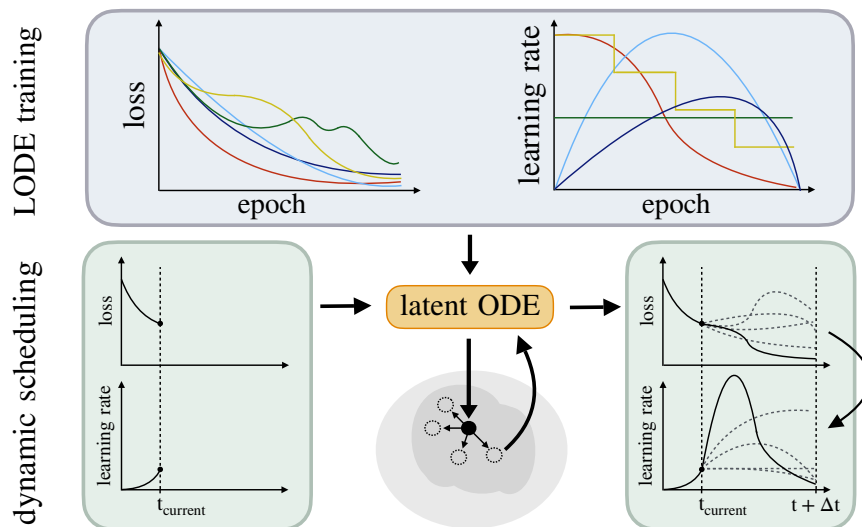 LODE training
loss
epoch
learning rate
epoch
dynamic scheduling
loss
learning rate
t_current
latent ODE
loss
learning rate
t_current
t + Δt